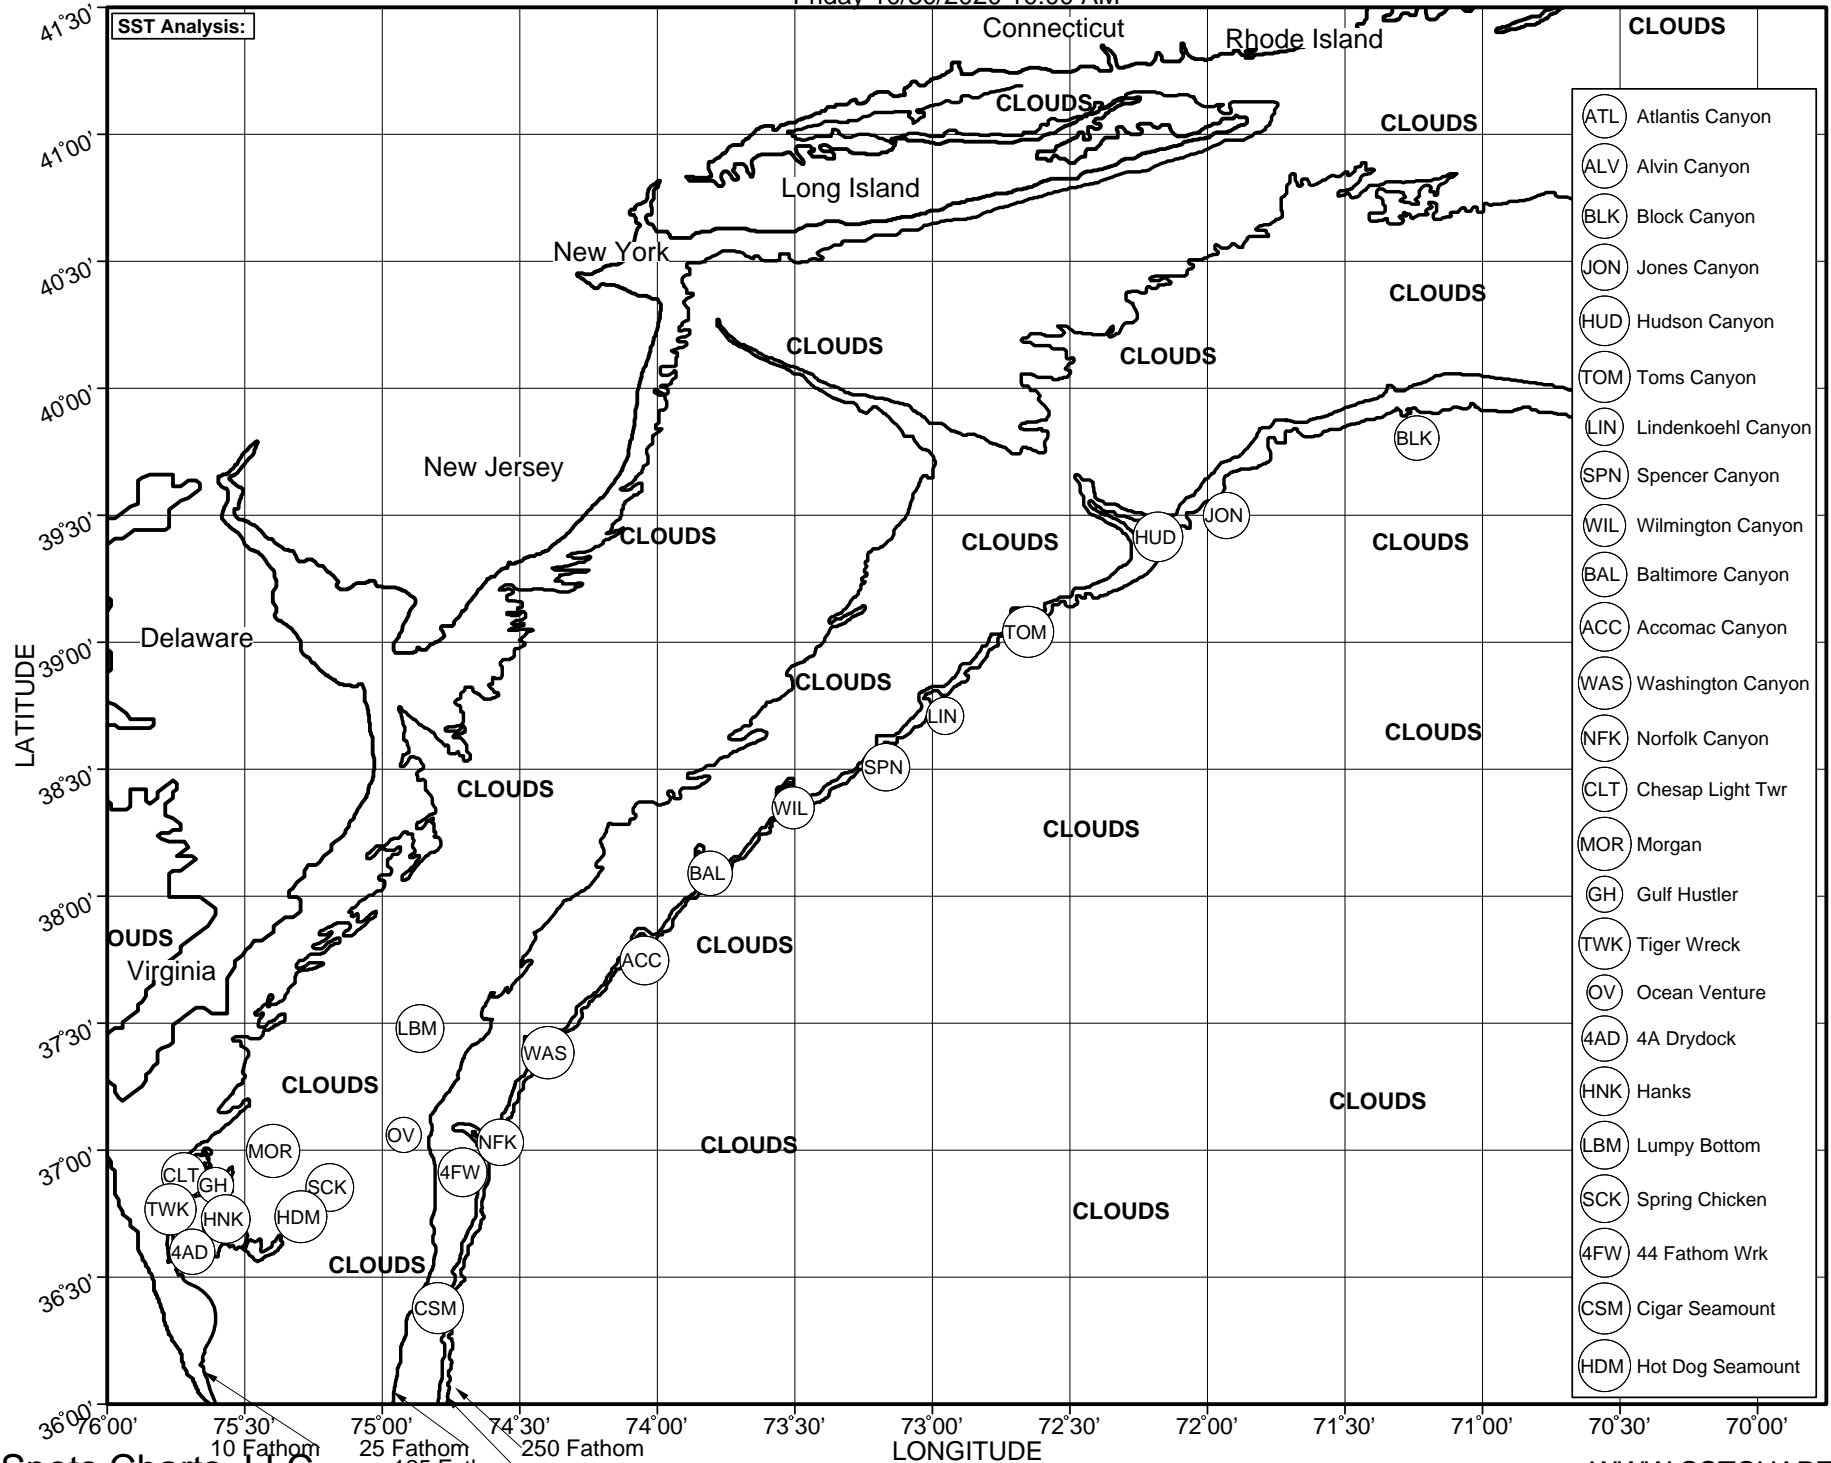 SST Analysis:
Connecticut
Rhode Island
CLOUDS
41°30'
CLOUDS
CLOUDS
41°00'
Long Island
New York
40°30'
CLOUDS
CLOUDS
CLOUDS
40°00'
BLK
New Jersey
39°30'
CLOUDS
CLOUDS
HUD
JON
CLOUDS
Delaware
39°00'
TOM
CLOUDS
LIN
CLOUDS
38°30'
SPN
CLOUDS
WIL
CLOUDS
BAL
38°00'
CLOUDS
Virginia
ACC
37°30'
LBM
WAS
CLOUDS
CLOUDS
OV
NFK
CLOUDS
37°00'
MOR
CLT
GH
4FW
SCK
TWK
HNK
HDM
CLOUDS
4AD
CLOUDS
36°30'
CSM
36°00'
LATITUDE
ATL Atlantis Canyon
ALV Alvin Canyon
BLK Block Canyon
JON Jones Canyon
HUD Hudson Canyon
TOM Toms Canyon
LIN Lindenkoehl Canyon
SPN Spencer Canyon
WIL Wilmington Canyon
BAL Baltimore Canyon
ACC Accomac Canyon
WAS Washington Canyon
NFK Norfolk Canyon
CLT Chesap Light Twr
MOR Morgan
GH Gulf Hustler
TWK Tiger Wreck
OV Ocean Venture
4AD 4A Drydock
HNK Hanks
LBM Lumpy Bottom
SCK Spring Chicken
4FW 44 Fathom Wrk
CSM Cigar Seamount
HDM Hot Dog Seamount
76°00' 75°30' 75°00' 74°30' 74°00' 73°30' 73°00' 72°30' 72°00' 71°30' 71°00' 70°30' 70°00'
10 Fathom 25 Fathom 250 Fathom
LONGITUDE